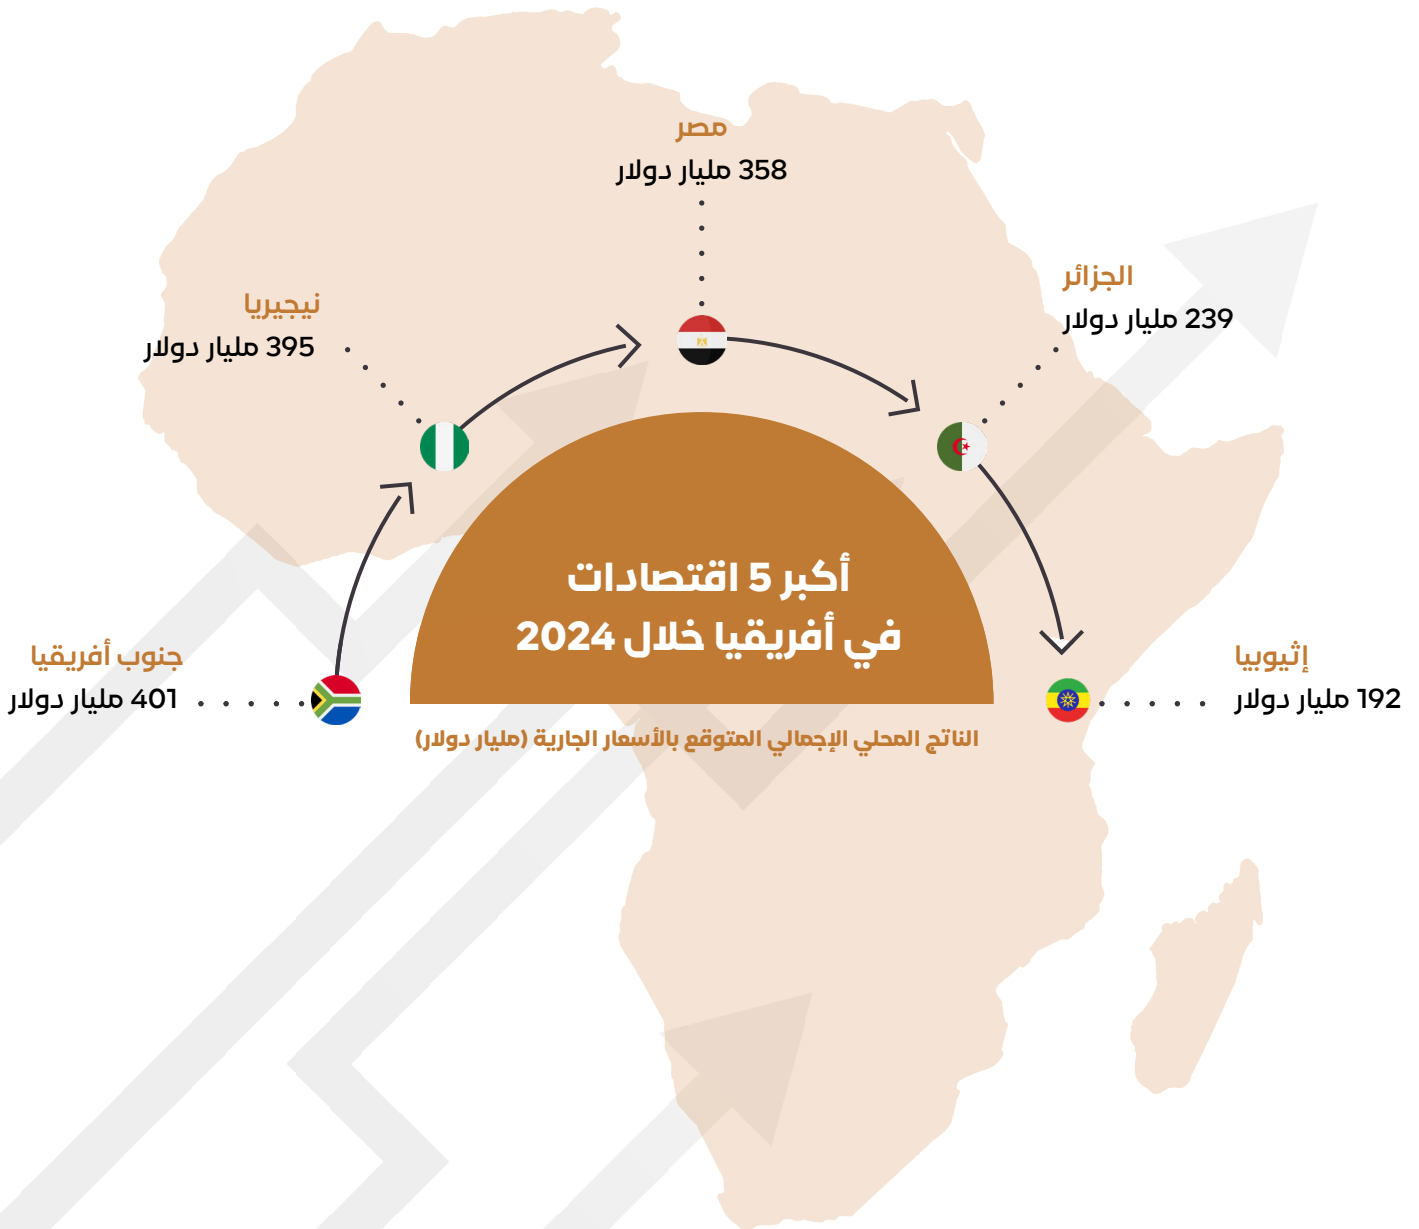 مصر
358 مليار دولار
الجزائر
239 مليار دولار
نيجيريا
395 مليار دولار
أكبر 5 اقتصادات
في أفريقيا خلال 2024
جنوب أفريقيا
401 مليار دولار
إثيوبيا
192 مليار دولار
الناتج المحلي الإجمالي المتوقع بالأسعار الجارية (مليار دولار)